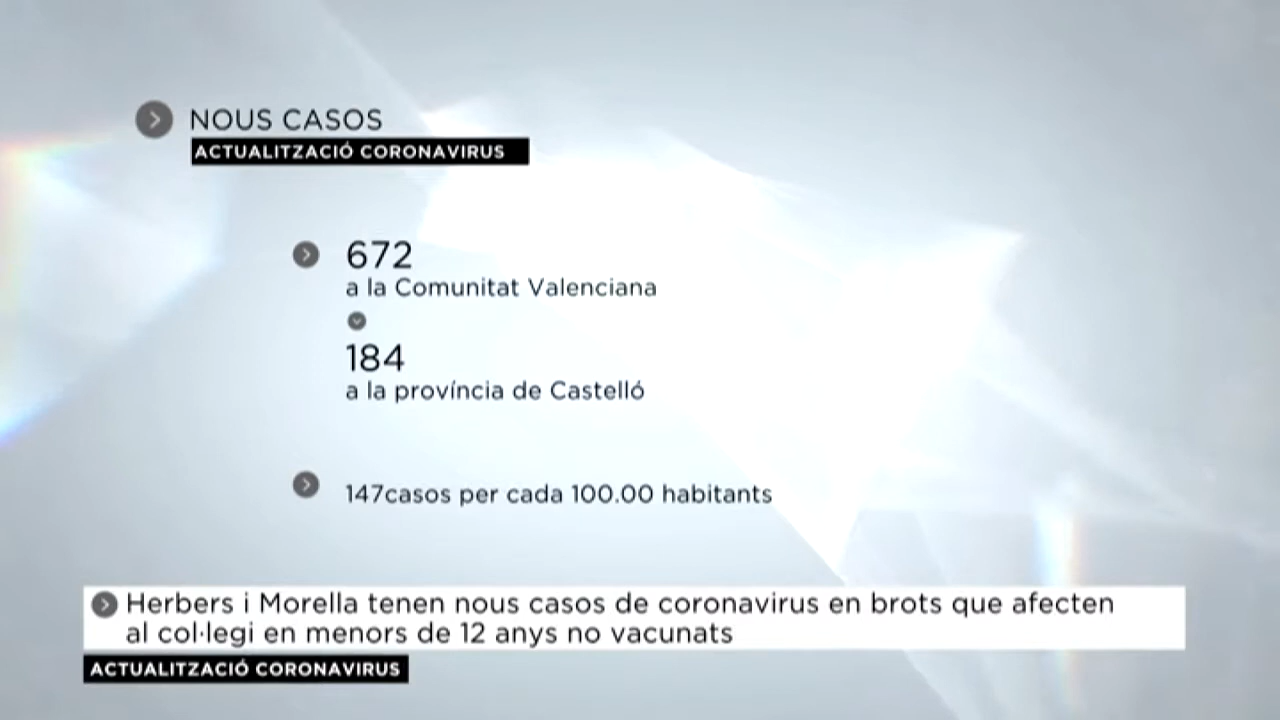 NOUS CASOS
ACTUALITZACIÓ CORONAVIRUS
672
a la Comunitat Valenciana
184
a la província de Castelló
147casos per cada 100.00 habitants
Herbers i Morella tenen nous casos de coronavirus en brots que afecten
al col·legi en menors de 12 anys no vacunats
ACTUALITZACIÓ CORONAVIRUS